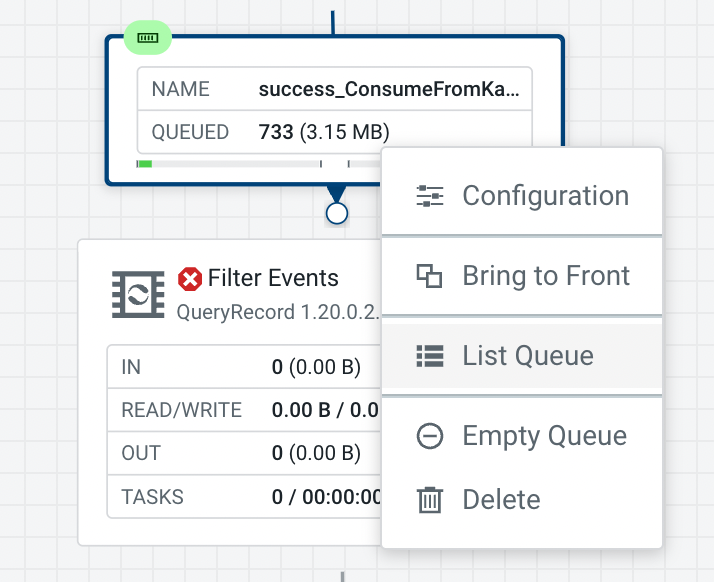 NAME success_ConsumeFromKa...
QUEUED 733 (3.15 MB)
Configuration
Bring to Front
List Queue
Empty Queue
Delete
Filter Events
QueryRecord 1.20.0.2.
IN 0 (0.00 B)
READ/WRITE 0.00 B / 0.0
OUT 0 (0.00 B)
TASKS 0 / 00:00:00